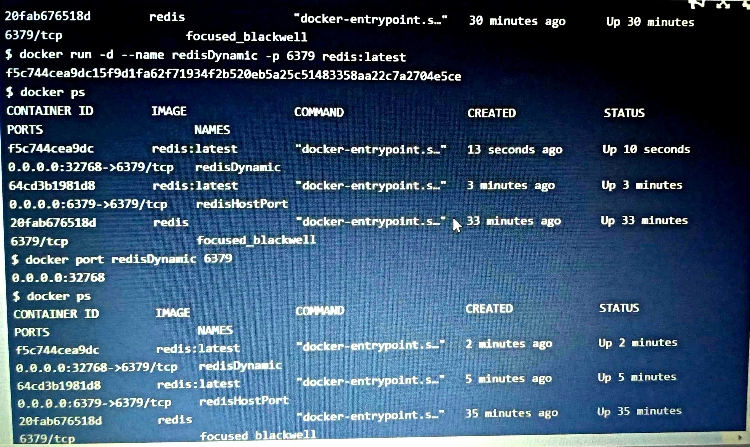 20fab676518d redis "docker-entrypoint.s…" 30 minutes ago Up 30 minutes
6379/tcp focused_blackwell
$ docker run -d --name redisDynamic -p 6379 redis:latest
f5c744cea9dc15f9d1fa62f71934f2b520eb5a25c51483358aa22c7a2704e5ce
$ docker ps
CONTAINER ID IMAGE COMMAND CREATED STATUS
PORTS NAMES
f5c744cea9dc redis:latest "docker-entrypoint.s…" 13 seconds ago Up 10 seconds
0.0.0.0:32768->6379/tcp redisDynamic
64cd3b1981d8 redis:latest "docker-entrypoint.s…" 3 minutes ago Up 3 minutes
0.0.0.0:6379->6379/tcp redisHostPort
20fab676518d redis "docker-entrypoint.s…" 33 minutes ago Up 33 minutes
6379/tcp focused_blackwell
$ docker port redisDynamic 6379
0.0.0.0:32768
$ docker ps
CONTAINER ID IMAGE COMMAND CREATED STATUS
PORTS NAMES
f5c744cea9dc redis:latest "docker-entrypoint.s…" 2 minutes ago Up 2 minutes
0.0.0.0:32768->6379/tcp redisDynamic
64cd3b1981d8 redis:latest "docker-entrypoint.s…" 5 minutes ago Up 5 minutes
0.0.0.0:6379->6379/tcp redisHostPort
20fab676518d redis "docker-entrypoint.s…" 35 minutes ago Up 35 minutes
6379/tcp focused_blackwell